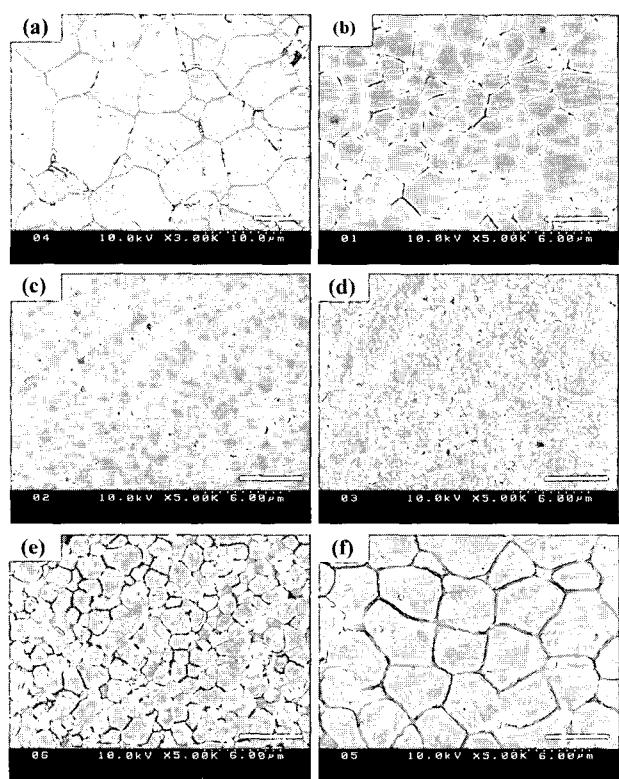 (a) (b)
04 10.0kV X3.00K 10.0μm 01 10.0kV X5.00K 6.00μm
(c) (d)
02 10.0kV X5.00K 6.00μm 03 10.0kV X5.00K 6.00μm
(e) (f)
06 10.0kV X5.00K 6.00μm 05 10.0kV X5.00K 6.00μm